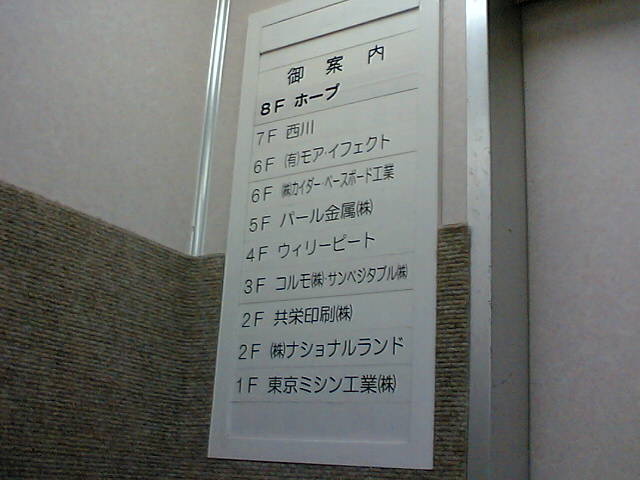 御案内
8F ホープ
7F 西川
6F (有)モア・イフェクト
6F ㈱カイダー・ベースボード工業
5F パール金属㈱
4F ウィリーピート
3F コルモ㈱・サンベジタブル㈱
2F 共栄印刷㈱
2F ㈱ナショナルランド
1F 東京ミシン工業㈱